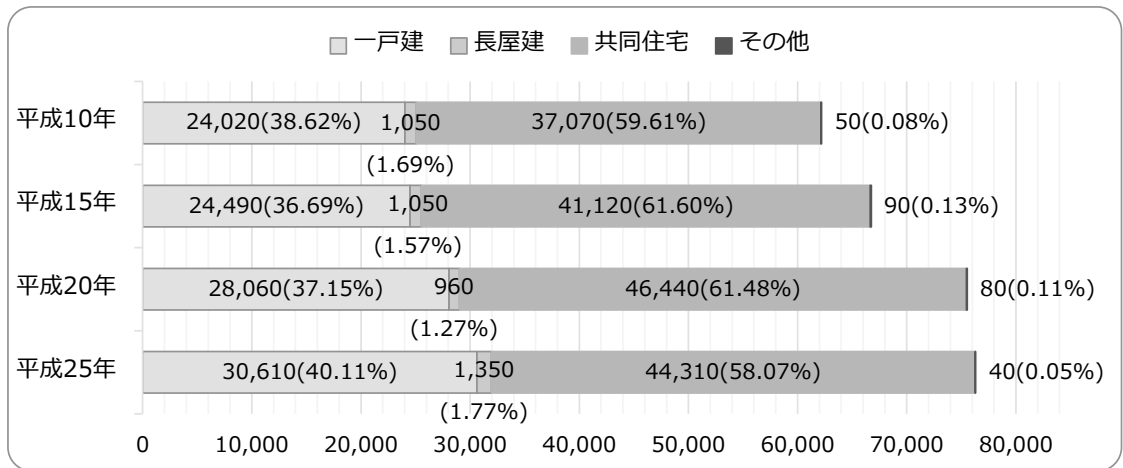 一戸建 長屋建 共同住宅 その他
平成10年 24,020(38.62%) 1,050 37,070(59.61%) 50(0.08%)
(1.69%)
平成15年 24,490(36.69%) 1,050 41,120(61.60%) 90(0.13%)
(1.57%)
平成20年 28,060(37.15%) 960 46,440(61.48%) 80(0.11%)
(1.27%)
平成25年 30,610(40.11%) 1,350 44,310(58.07%) 40(0.05%)
(1.77%)
0 10,000 20,000 30,000 40,000 50,000 60,000 70,000 80,000